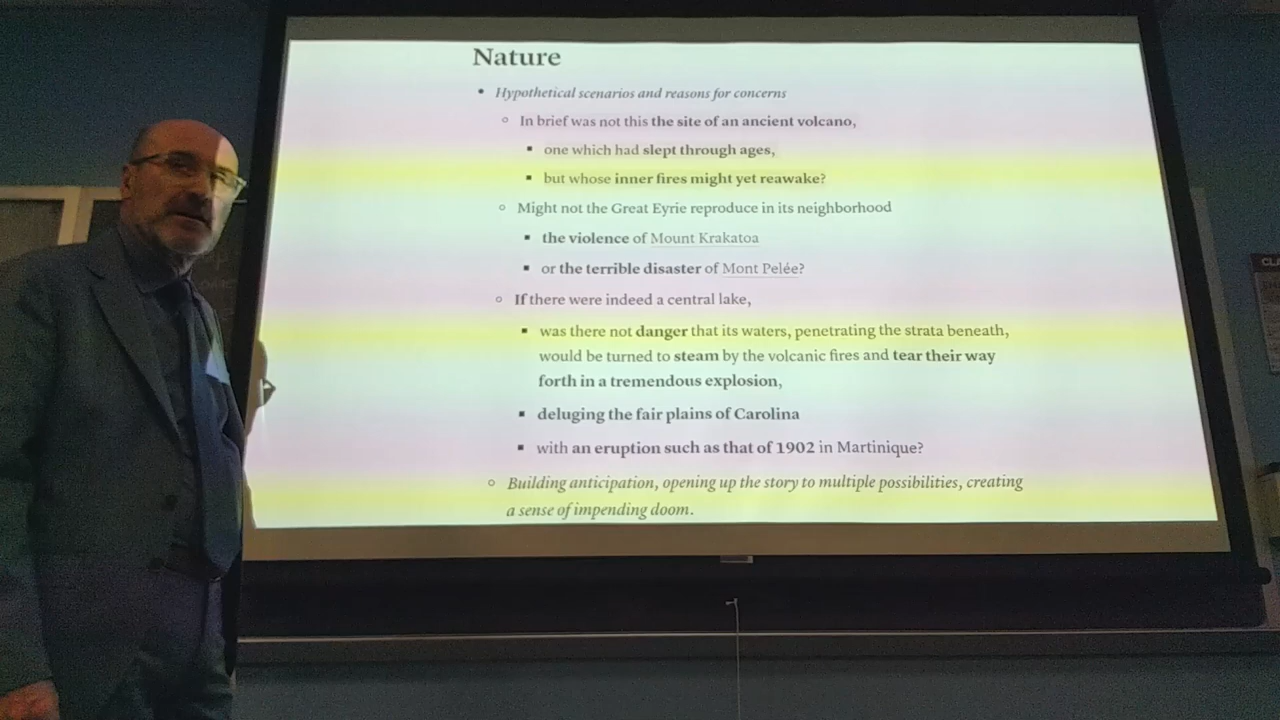 Nature
• Hypothetical scenarios and reasons for concerns
◦ In brief was not this the site of an ancient volcano,
▪ one which had slept through ages,
▪ but whose inner fires might yet reawake?
◦ Might not the Great Eyrie reproduce in its neighborhood
▪ the violence of Mount Krakatoa
▪ or the terrible disaster of Mont Pelée?
◦ If there were indeed a central lake,
▪ was there not danger that its waters, penetrating the strata beneath,
would be turned to steam by the volcanic fires and tear their way
forth in a tremendous explosion,
▪ deluging the fair plains of Carolina
▪ with an eruption such as that of 1902 in Martinique?
◦ Building anticipation, opening up the story to multiple possibilities, creating
a sense of impending doom.